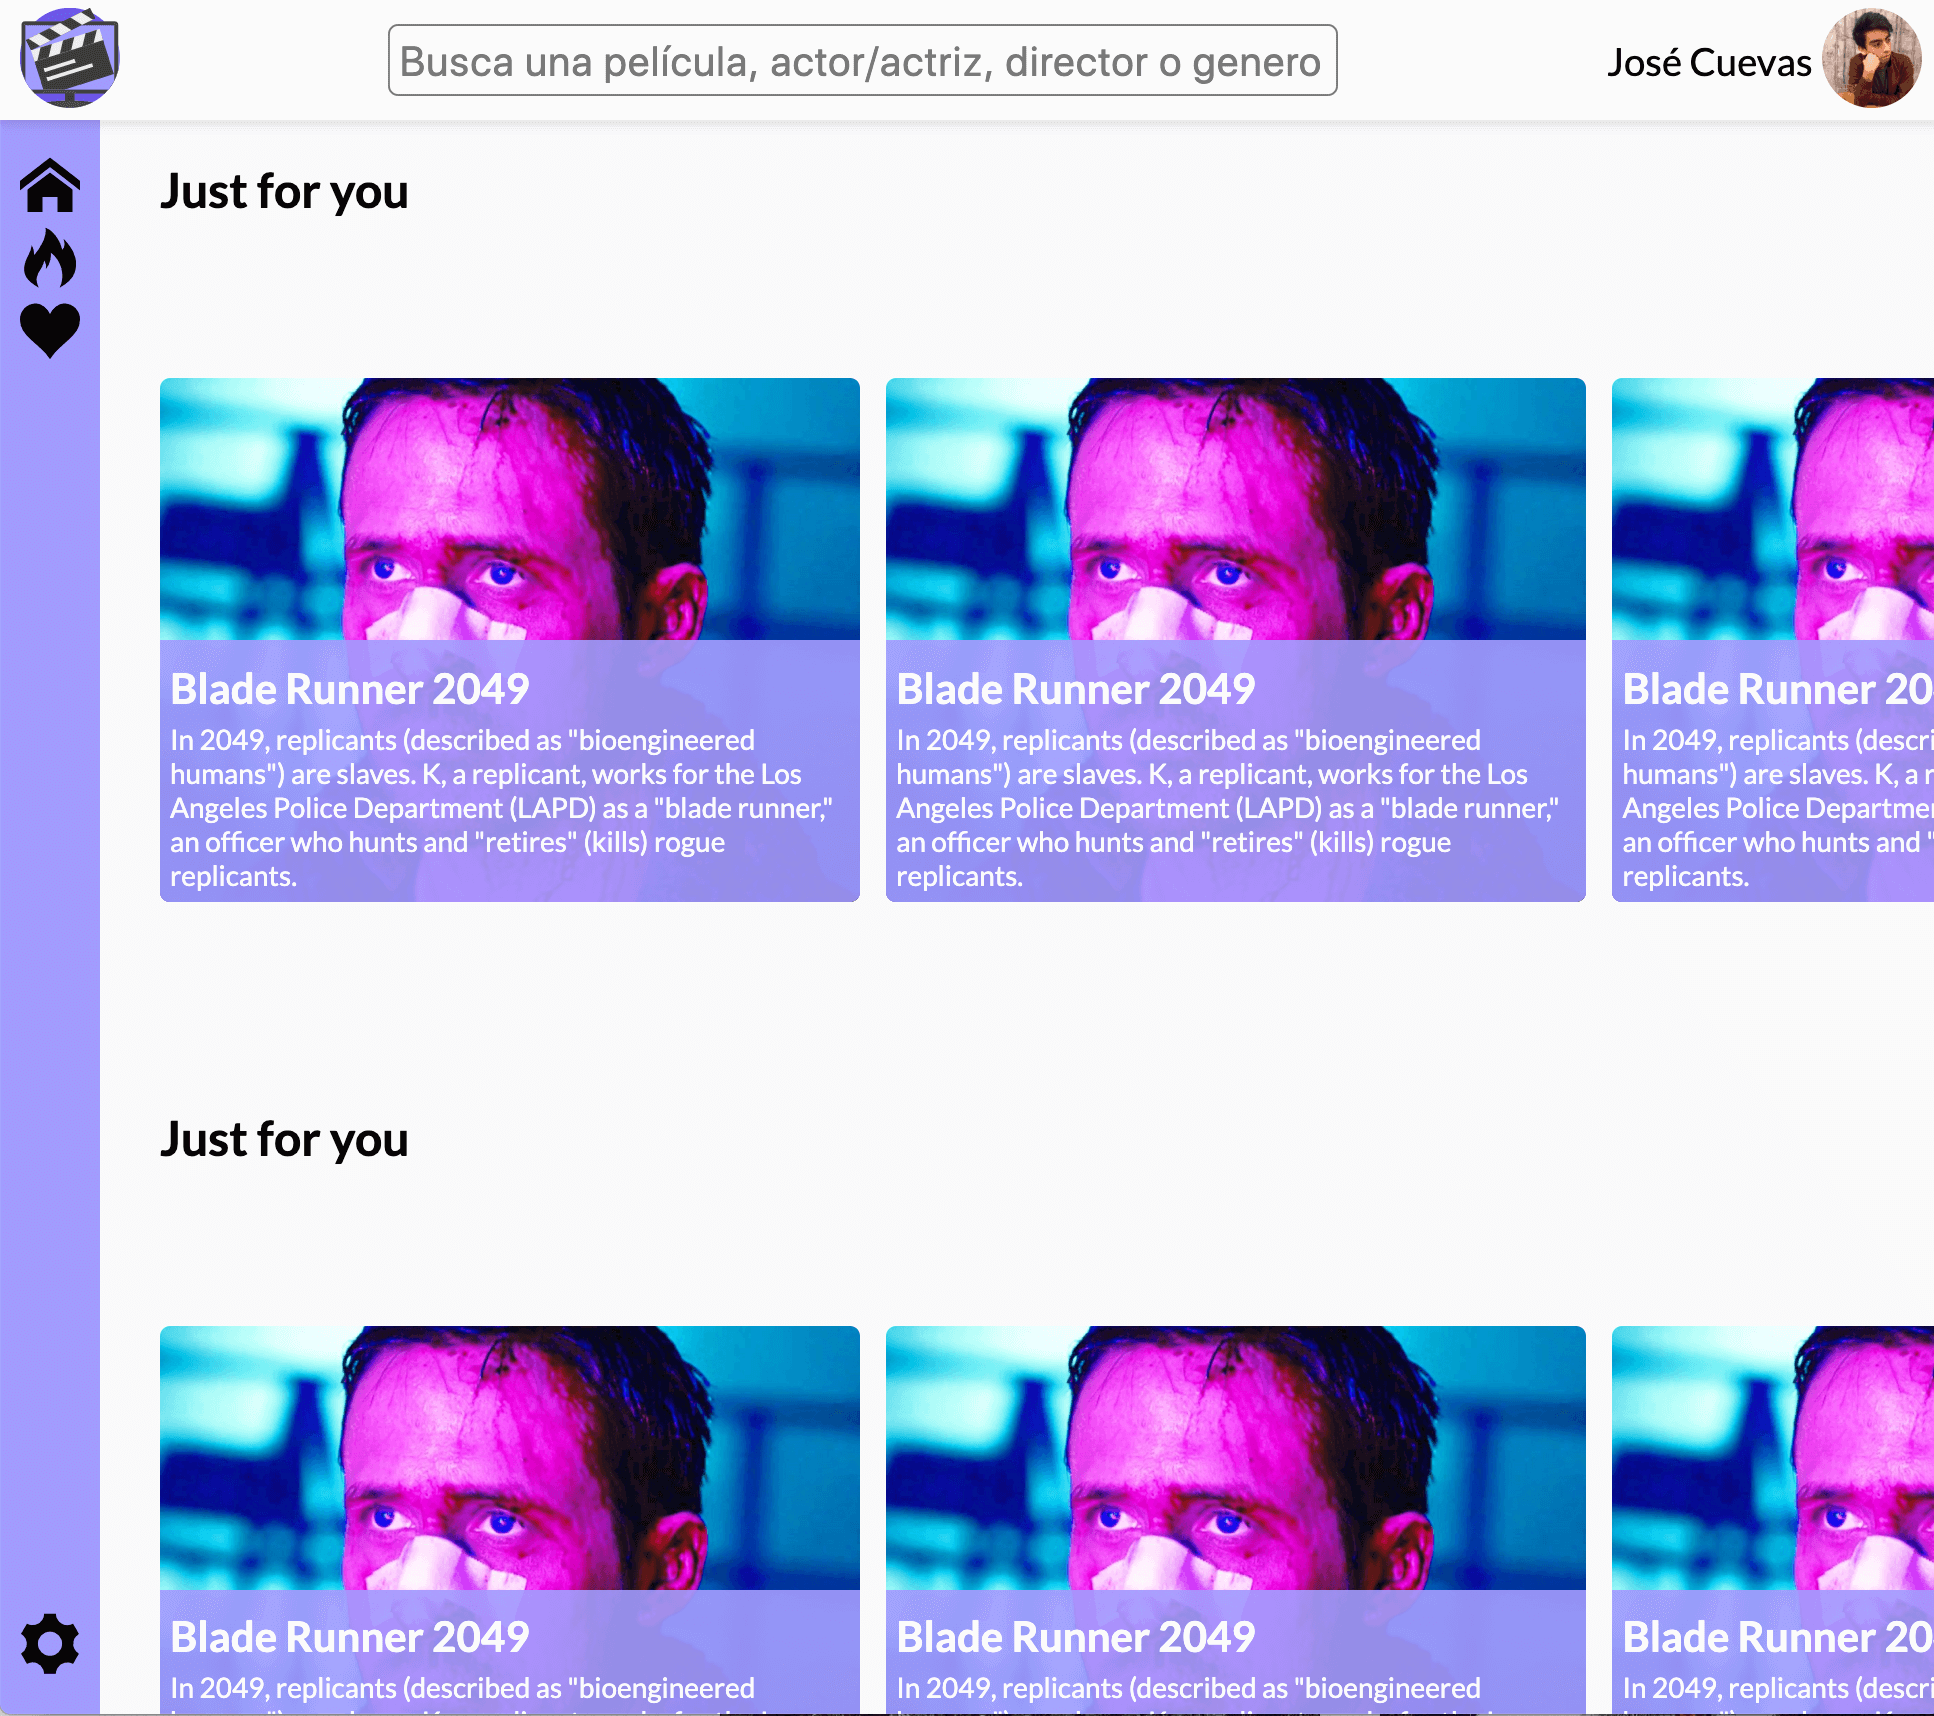 Busca una película, actor/actriz, director o genero
José Cuevas
Just for you
Blade Runner 2049
In 2049, replicants (described as "bioengineered
humans") are slaves. K, a replicant, works for the Los
Angeles Police Department (LAPD) as a "blade runner,"
an officer who hunts and "retires" (kills) rogue
replicants.
Blade Runner 2049
In 2049, replicants (described as "bioengineered
humans") are slaves. K, a replicant, works for the Los
Angeles Police Department (LAPD) as a "blade runner,"
an officer who hunts and "retires" (kills) rogue
replicants.
Blade Runner 20
In 2049, replicants (descri
humans") are slaves. K, a r
Angeles Police Departme
an officer who hunts and "
replicants.
Just for you
Blade Runner 2049
In 2049, replicants (described as "bioengineered
Blade Runner 2049
In 2049, replicants (described as "bioengineered
Blade Runner 20
In 2049, replicants (descri